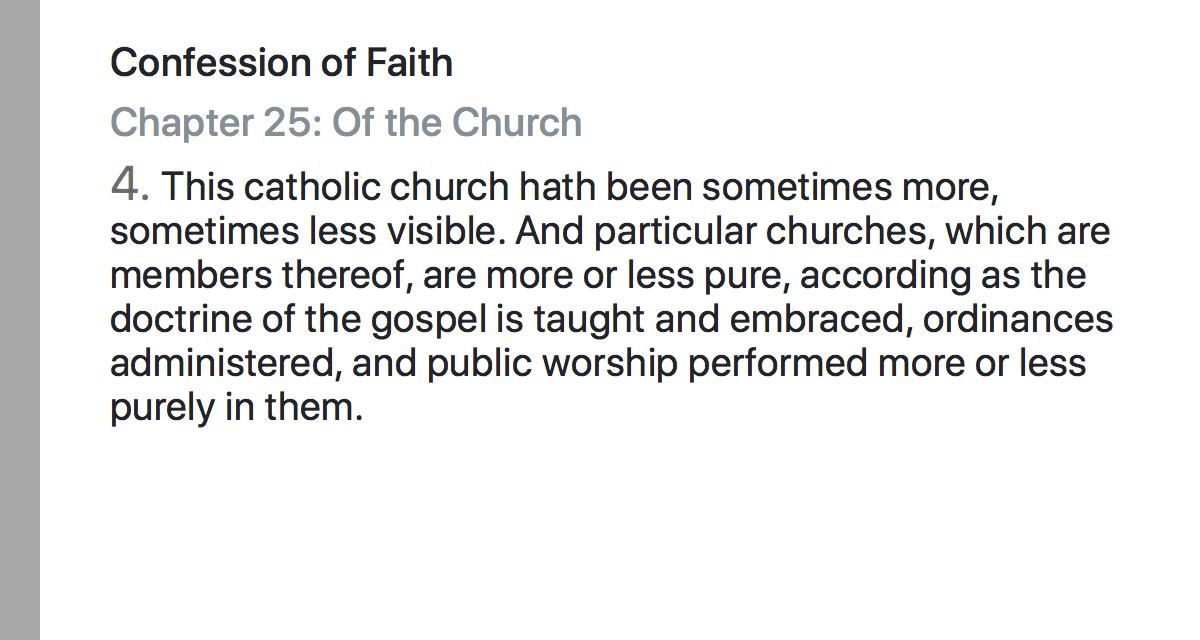 Confession of Faith
Chapter 25: Of the Church
4. This catholic church hath been sometimes more,
sometimes less visible. And particular churches, which are
members thereof, are more or less pure, according as the
doctrine of the gospel is taught and embraced, ordinances
administered, and public worship performed more or less
purely in them.